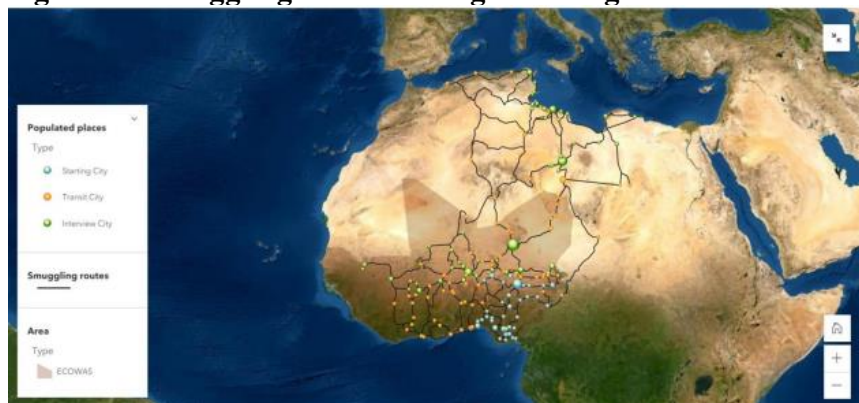 Populated places
Type
Starting City
Transit City
Interview City
Smuggling routes
Area
Type
ECOWAS
+
−